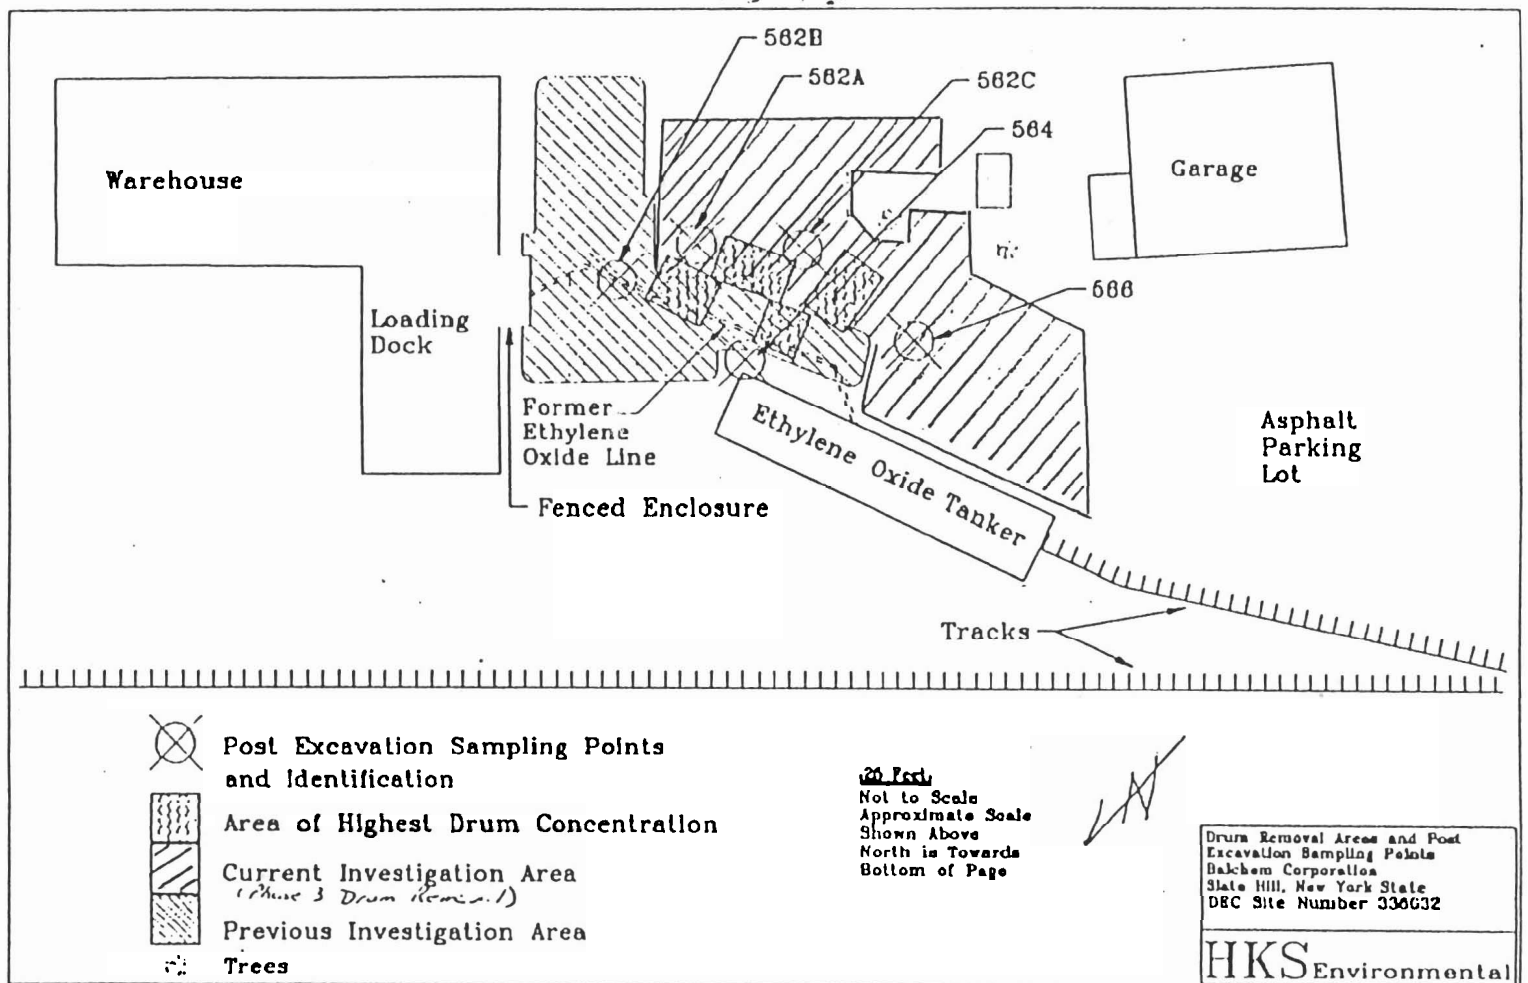 562B
562A
562C
564
Warehouse
Garage
566
Loading
Dock
Former
Ethylene
Oxide Line
Ethylene Oxide Tanker
Asphalt
Parking
Lot
Fenced Enclosure
Tracks
Post Excavation Sampling Points
and Identification
Area of Highest Drum Concentration
Current Investigation Area
(Phase 3 Drum Removal)
Previous Investigation Area
Trees
20 Feet
Not to Scale
Approximate Scale
Shown Above
North is Towards
Bottom of Page
N
Drum Removal Areas and Post
Excavation Sampling Points
Balchem Corporation
Slate Hill, New York State
DEC Site Number 336032
HKS Environmental